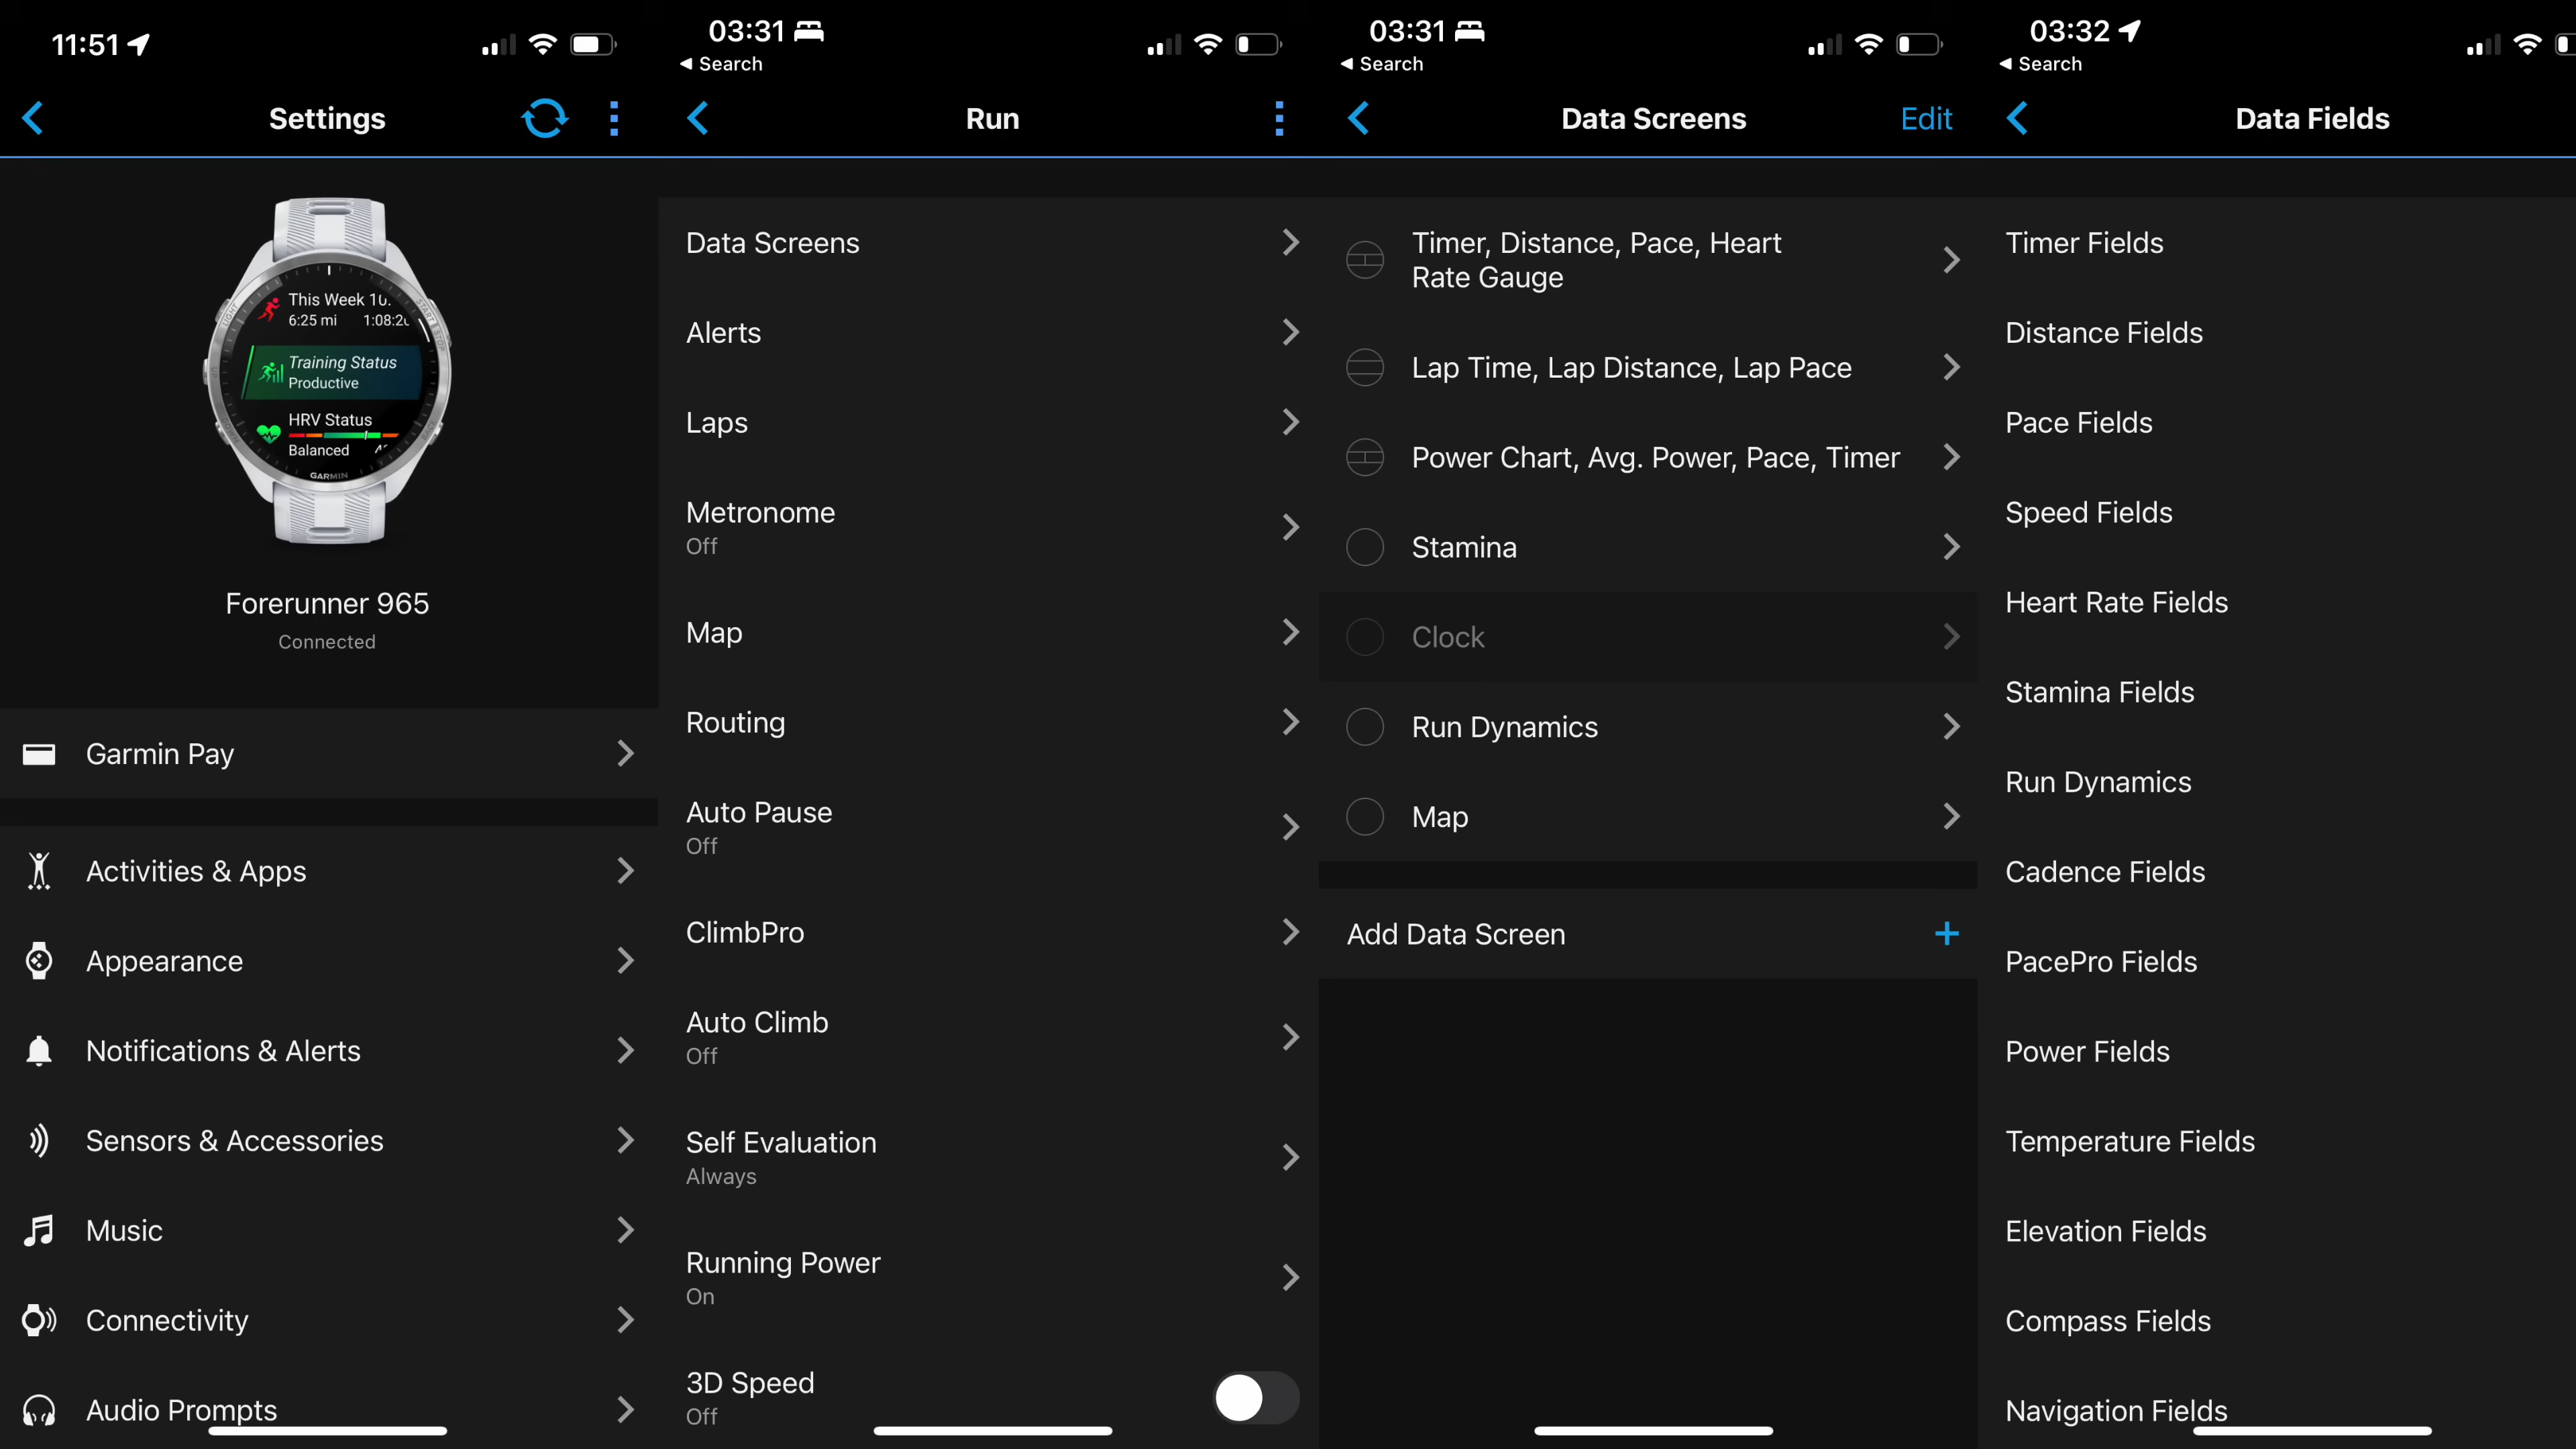 11:51
Settings
This Week 10.
6:25 mi 1:08:20
Training Status
Productive
HRV Status
Balanced
GARMIN
Forerunner 965
Connected
Garmin Pay
Activities & Apps
Appearance
Notifications & Alerts
Sensors & Accessories
Music
Connectivity
Audio Prompts
03:31
Search
Run
Data Screens
Alerts
Laps
Metronome
Off
Map
Routing
Auto Pause
Off
ClimbPro
Auto Climb
Off
Self Evaluation
Always
Running Power
On
3D Speed
Off
03:31
Search
Data Screens
Edit
Timer, Distance, Pace, Heart
Rate Gauge
Lap Time, Lap Distance, Lap Pace
Power Chart, Avg. Power, Pace, Timer
Stamina
Clock
Run Dynamics
Map
Add Data Screen +
03:32
Search
Data Fields
Timer Fields
Distance Fields
Pace Fields
Speed Fields
Heart Rate Fields
Stamina Fields
Run Dynamics
Cadence Fields
PacePro Fields
Power Fields
Temperature Fields
Elevation Fields
Compass Fields
Navigation Fields